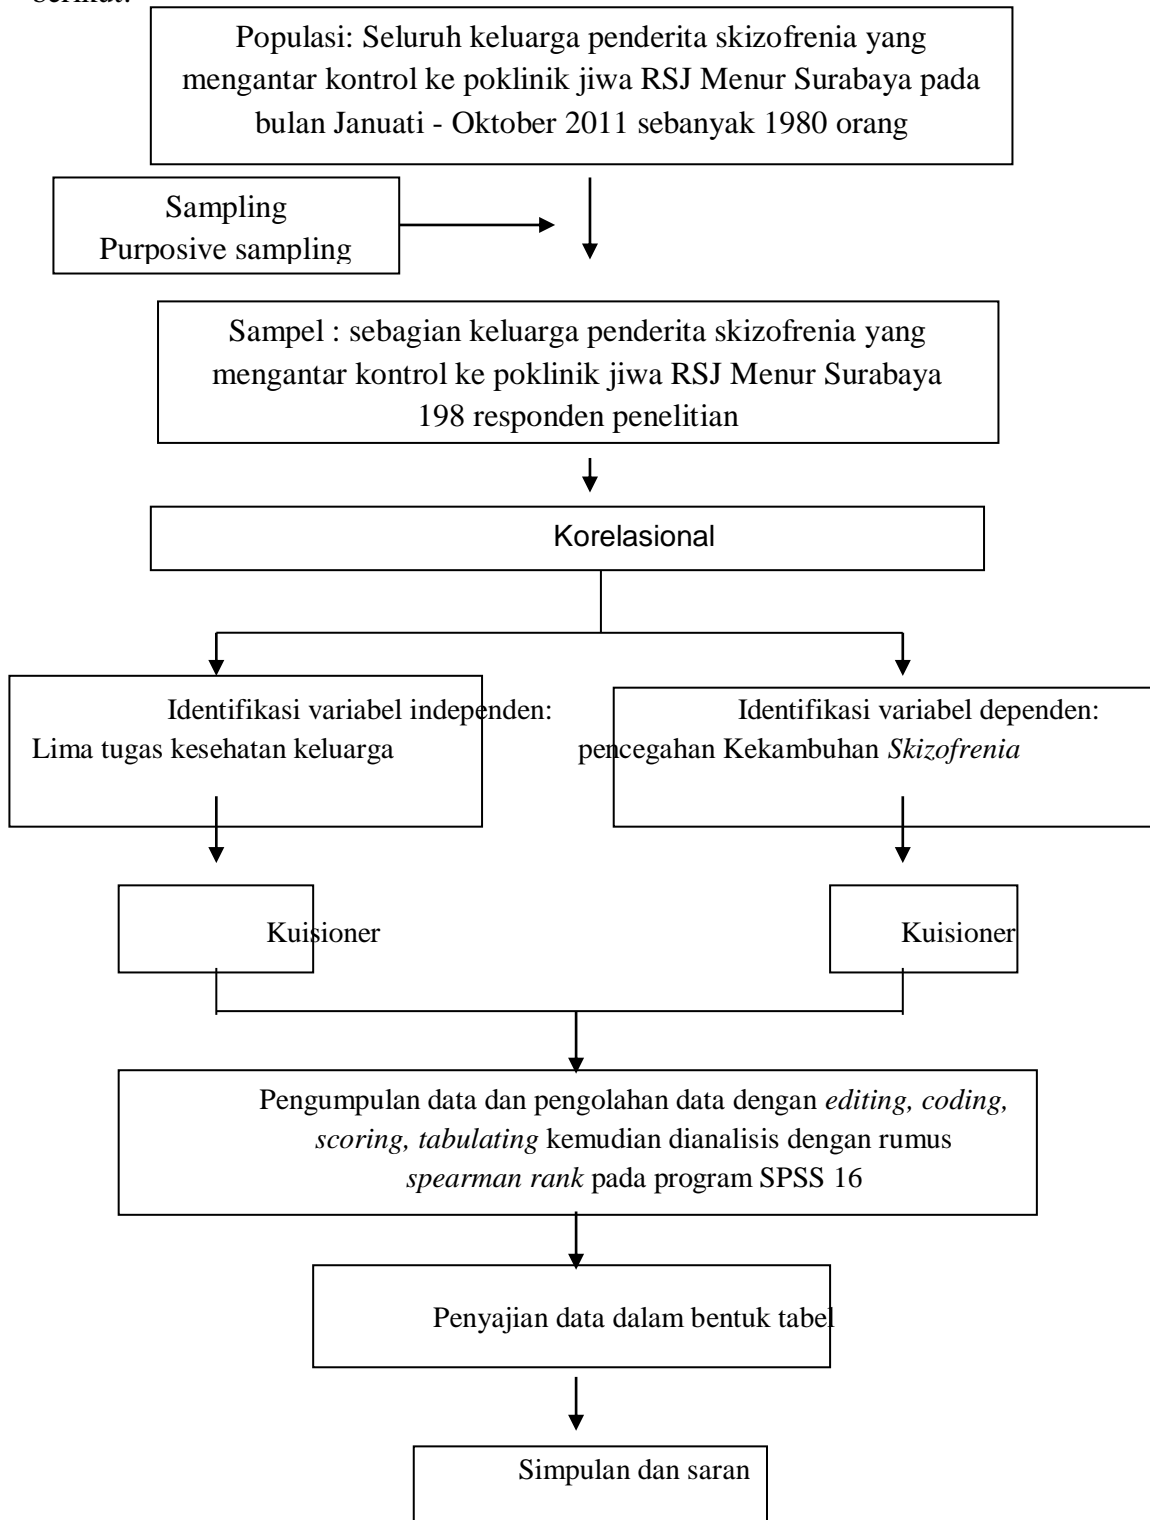 berikut:
Populasi: Seluruh keluarga penderita skizofrenia yang
mengantar kontrol ke poklinik jiwa RSJ Menur Surabaya pada
bulan Januati - Oktober 2011 sebanyak 1980 orang
Sampling
Purposive sampling
Sampel : sebagian keluarga penderita skizofrenia yang
mengantar kontrol ke poklinik jiwa RSJ Menur Surabaya
198 responden penelitian
Korelasional
Identifikasi variabel independen:
Lima tugas kesehatan keluarga
Identifikasi variabel dependen:
pencegahan Kekambuhan Skizofrenia
Kuisioner
Kuisioner
Pengumpulan data dan pengolahan data dengan editing, coding,
scoring, tabulating kemudian dianalisis dengan rumus
spearman rank pada program SPSS 16
Penyajian data dalam bentuk tabel
Simpulan dan saran